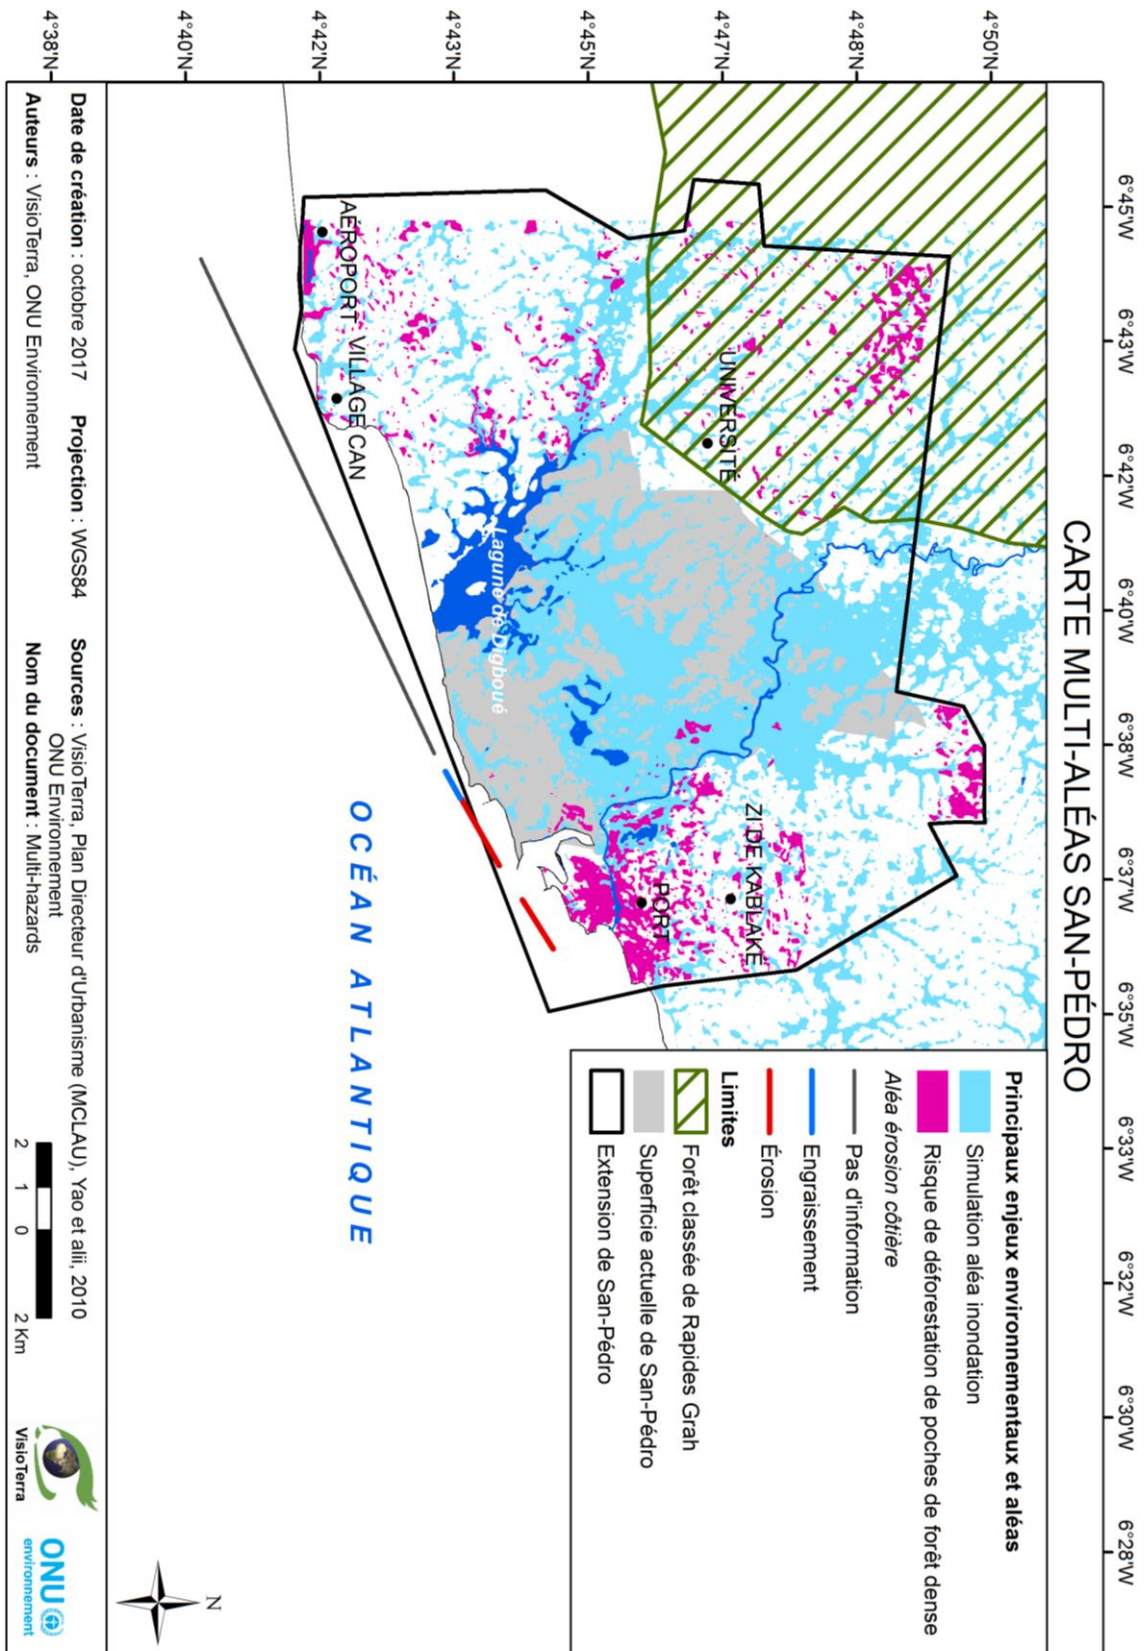 CARTE MULTI-ALÉAS SAN-PÉDRO
6°45'W
6°43'W
6°42'W
6°40'W
6°38'W
6°37'W
6°35'W
6°33'W
6°32'W
6°30'W
6°28'W
4°50'N
4°48'N
4°47'N
4°45'N
4°43'N
4°42'N
4°40'N
4°38'N
UNIVERSITÉ
ZI DE KABLAKÉ
PORT
Lagune de Digboué
AÉROPORT
VILLAGE CAN
OCÉAN ATLANTIQUE
Principaux enjeux environnementaux et aléas
Simulation aléa inondation
Risque de déforestation de poches de forêt dense
Aléa érosion côtière
Pas d'information
Engraissement
Érosion
Limites
Forêt classée de Rapides Grah
Superficie actuelle de San-Pédro
Extension de San-Pédro
N
Date de création : octobre 2017
Projection : WGS84
Sources : VisioTerra, Plan Directeur d'Urbanisme (MCLAU), Yao et alii, 2010
ONU Environnement
Auteurs : VisioTerra, ONU Environnement
Nom du document : Multi-hazards
2 1 0 2 Km
VisioTerra
ONU
environnement